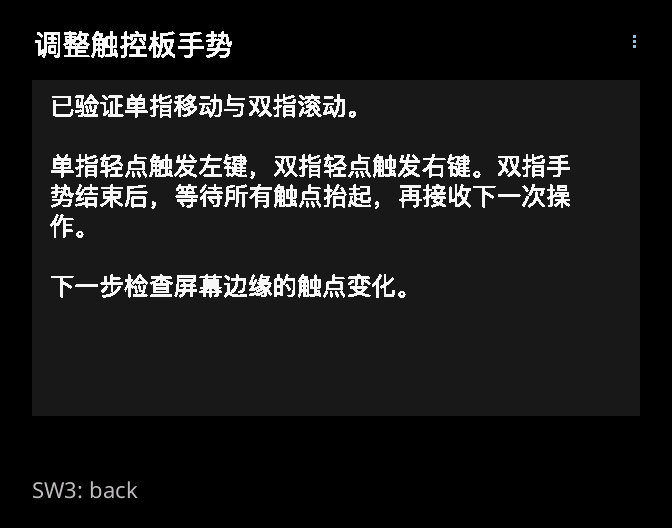 调整触控板手势
已验证单指移动与双指滚动。
单指轻点触发左键，双指轻点触发右键。双指手
势结束后，等待所有触点抬起，再接收下一次操
作。
下一步检查屏幕边缘的触点变化。
SW3: back